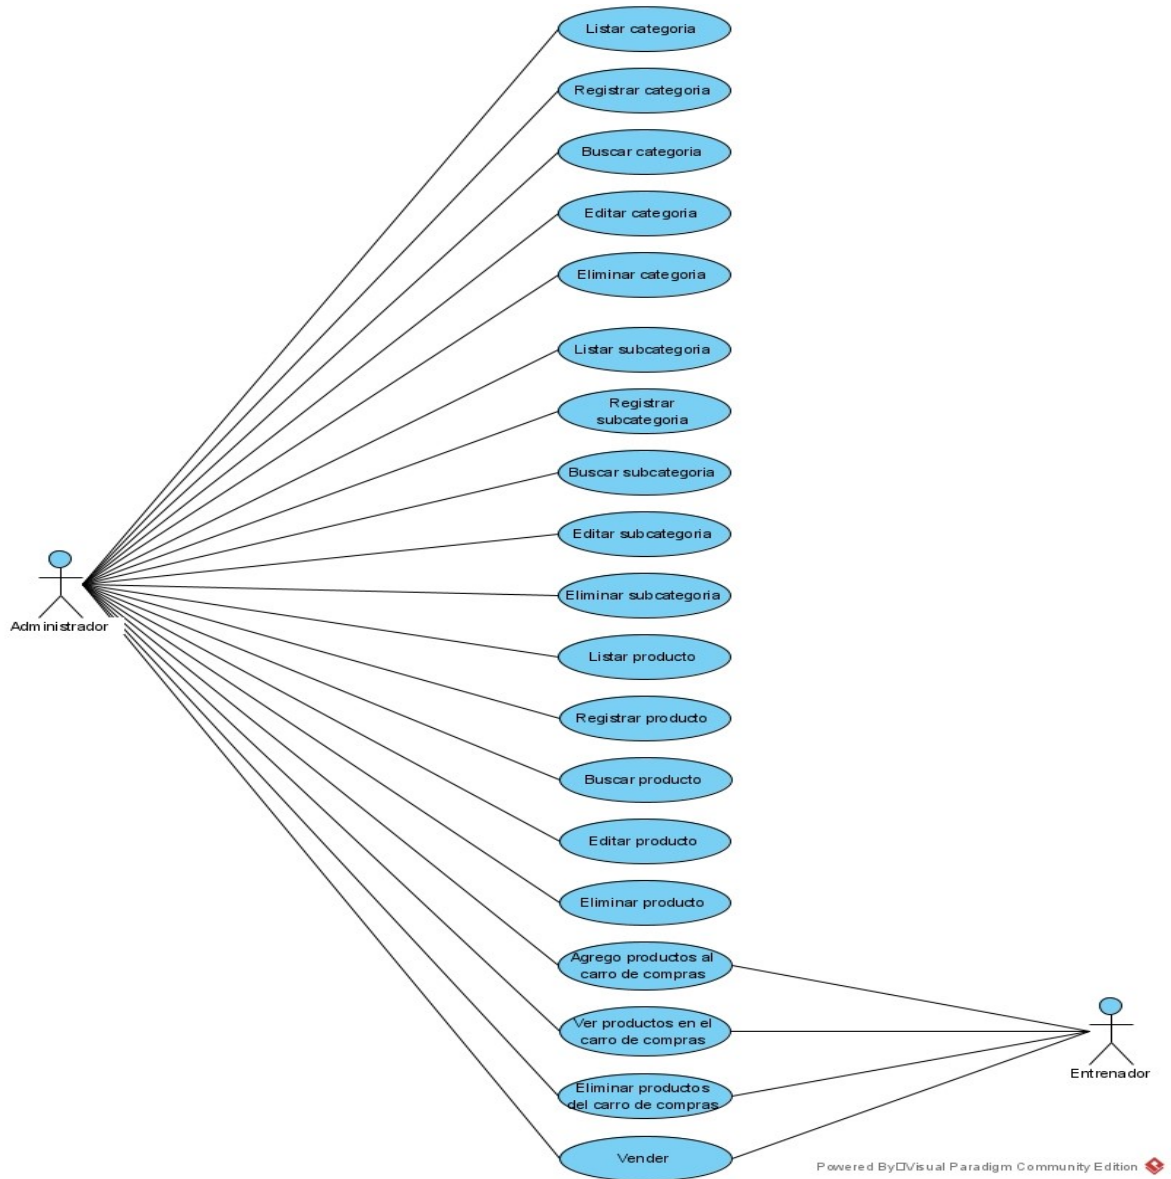 Listar categoria
Registrar categoria
Buscar categoria
Editar categoria
Eliminar categoria
Listar subcategoria
Registrar
subcategoria
Buscar subcategoria
Editar subcategoria
Eliminar subcategoria
Administrador
Listar producto
Registrar producto
Buscar producto
Editar producto
Eliminar producto
Agrego productos al
carro de compras
Ver productos en el
carro de compras
Entrenador
Eliminar productos
del carro de compras
Vender
Powered By□Visual Paradigm Community Edition